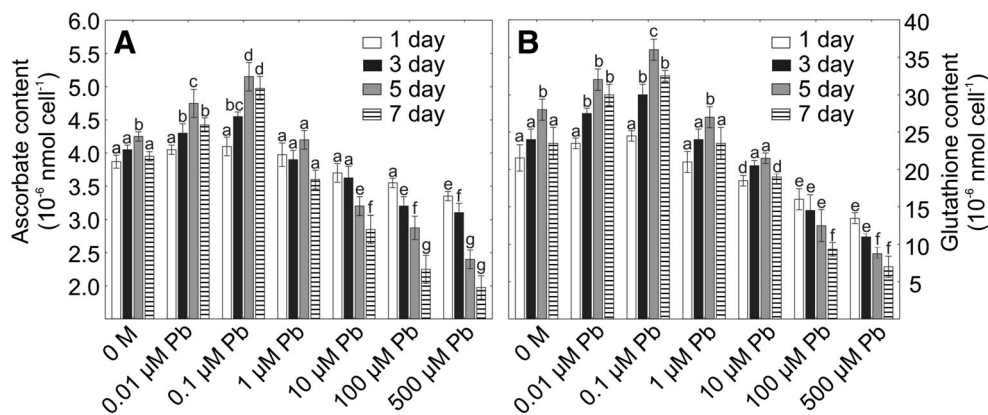 A
B
1 day
3 day
5 day
7 day
1 day
3 day
5 day
7 day
Ascorbate content
(10⁻⁶ nmol cell⁻¹)
6.0
5.5
5.0
4.5
4.0
3.5
3.0
2.5
2.0
a a b a
a b c b
a bc d d
a a a a
a a e f
e f f g
e f g g
0 M
0.01 µM Pb
0.1 µM Pb
1 µM Pb
10 µM Pb
100 µM Pb
500 µM Pb
a a b a
a b b b
a b c b
a a b a
d a a d
e e e f
e e f f
0 M
0.01 µM Pb
0.1 µM Pb
1 µM Pb
10 µM Pb
100 µM Pb
500 µM Pb
40
35
30
25
20
15
10
5
Glutathione content
(10⁻⁶ nmol cell⁻¹)